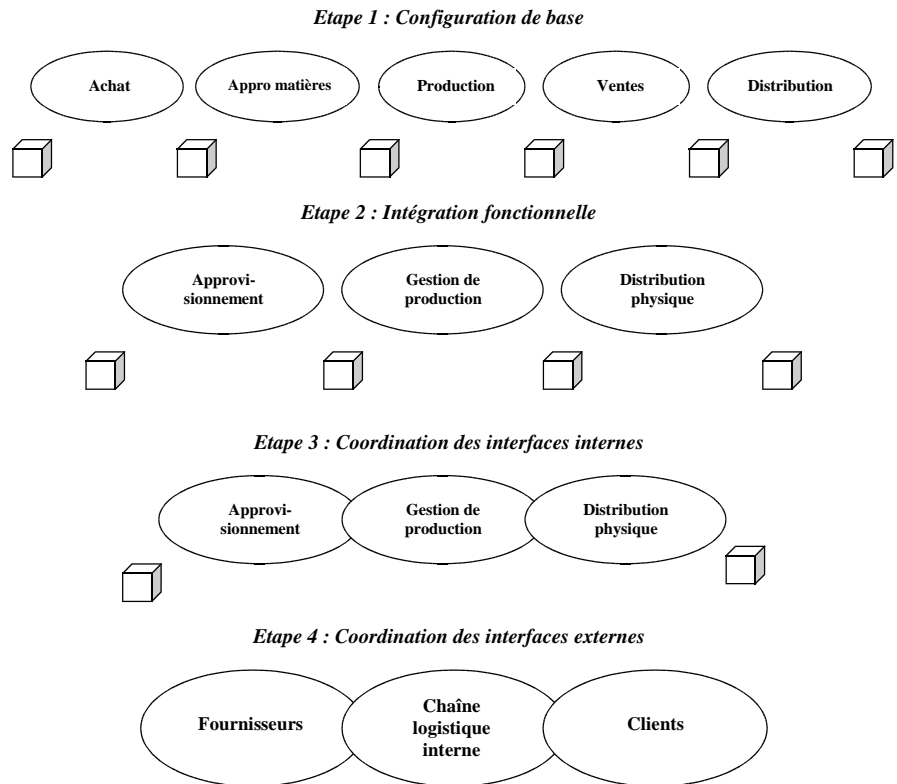 Etape 1 : Configuration de base
Achat
Appro matières
Production
Ventes
Distribution
Etape 2 : Intégration fonctionnelle
Approvi-
sionnement
Gestion de
production
Distribution
physique
Etape 3 : Coordination des interfaces internes
Approvi-
sionnement
Gestion de
production
Distribution
physique
Etape 4 : Coordination des interfaces externes
Fournisseurs
Chaîne
logistique
interne
Clients